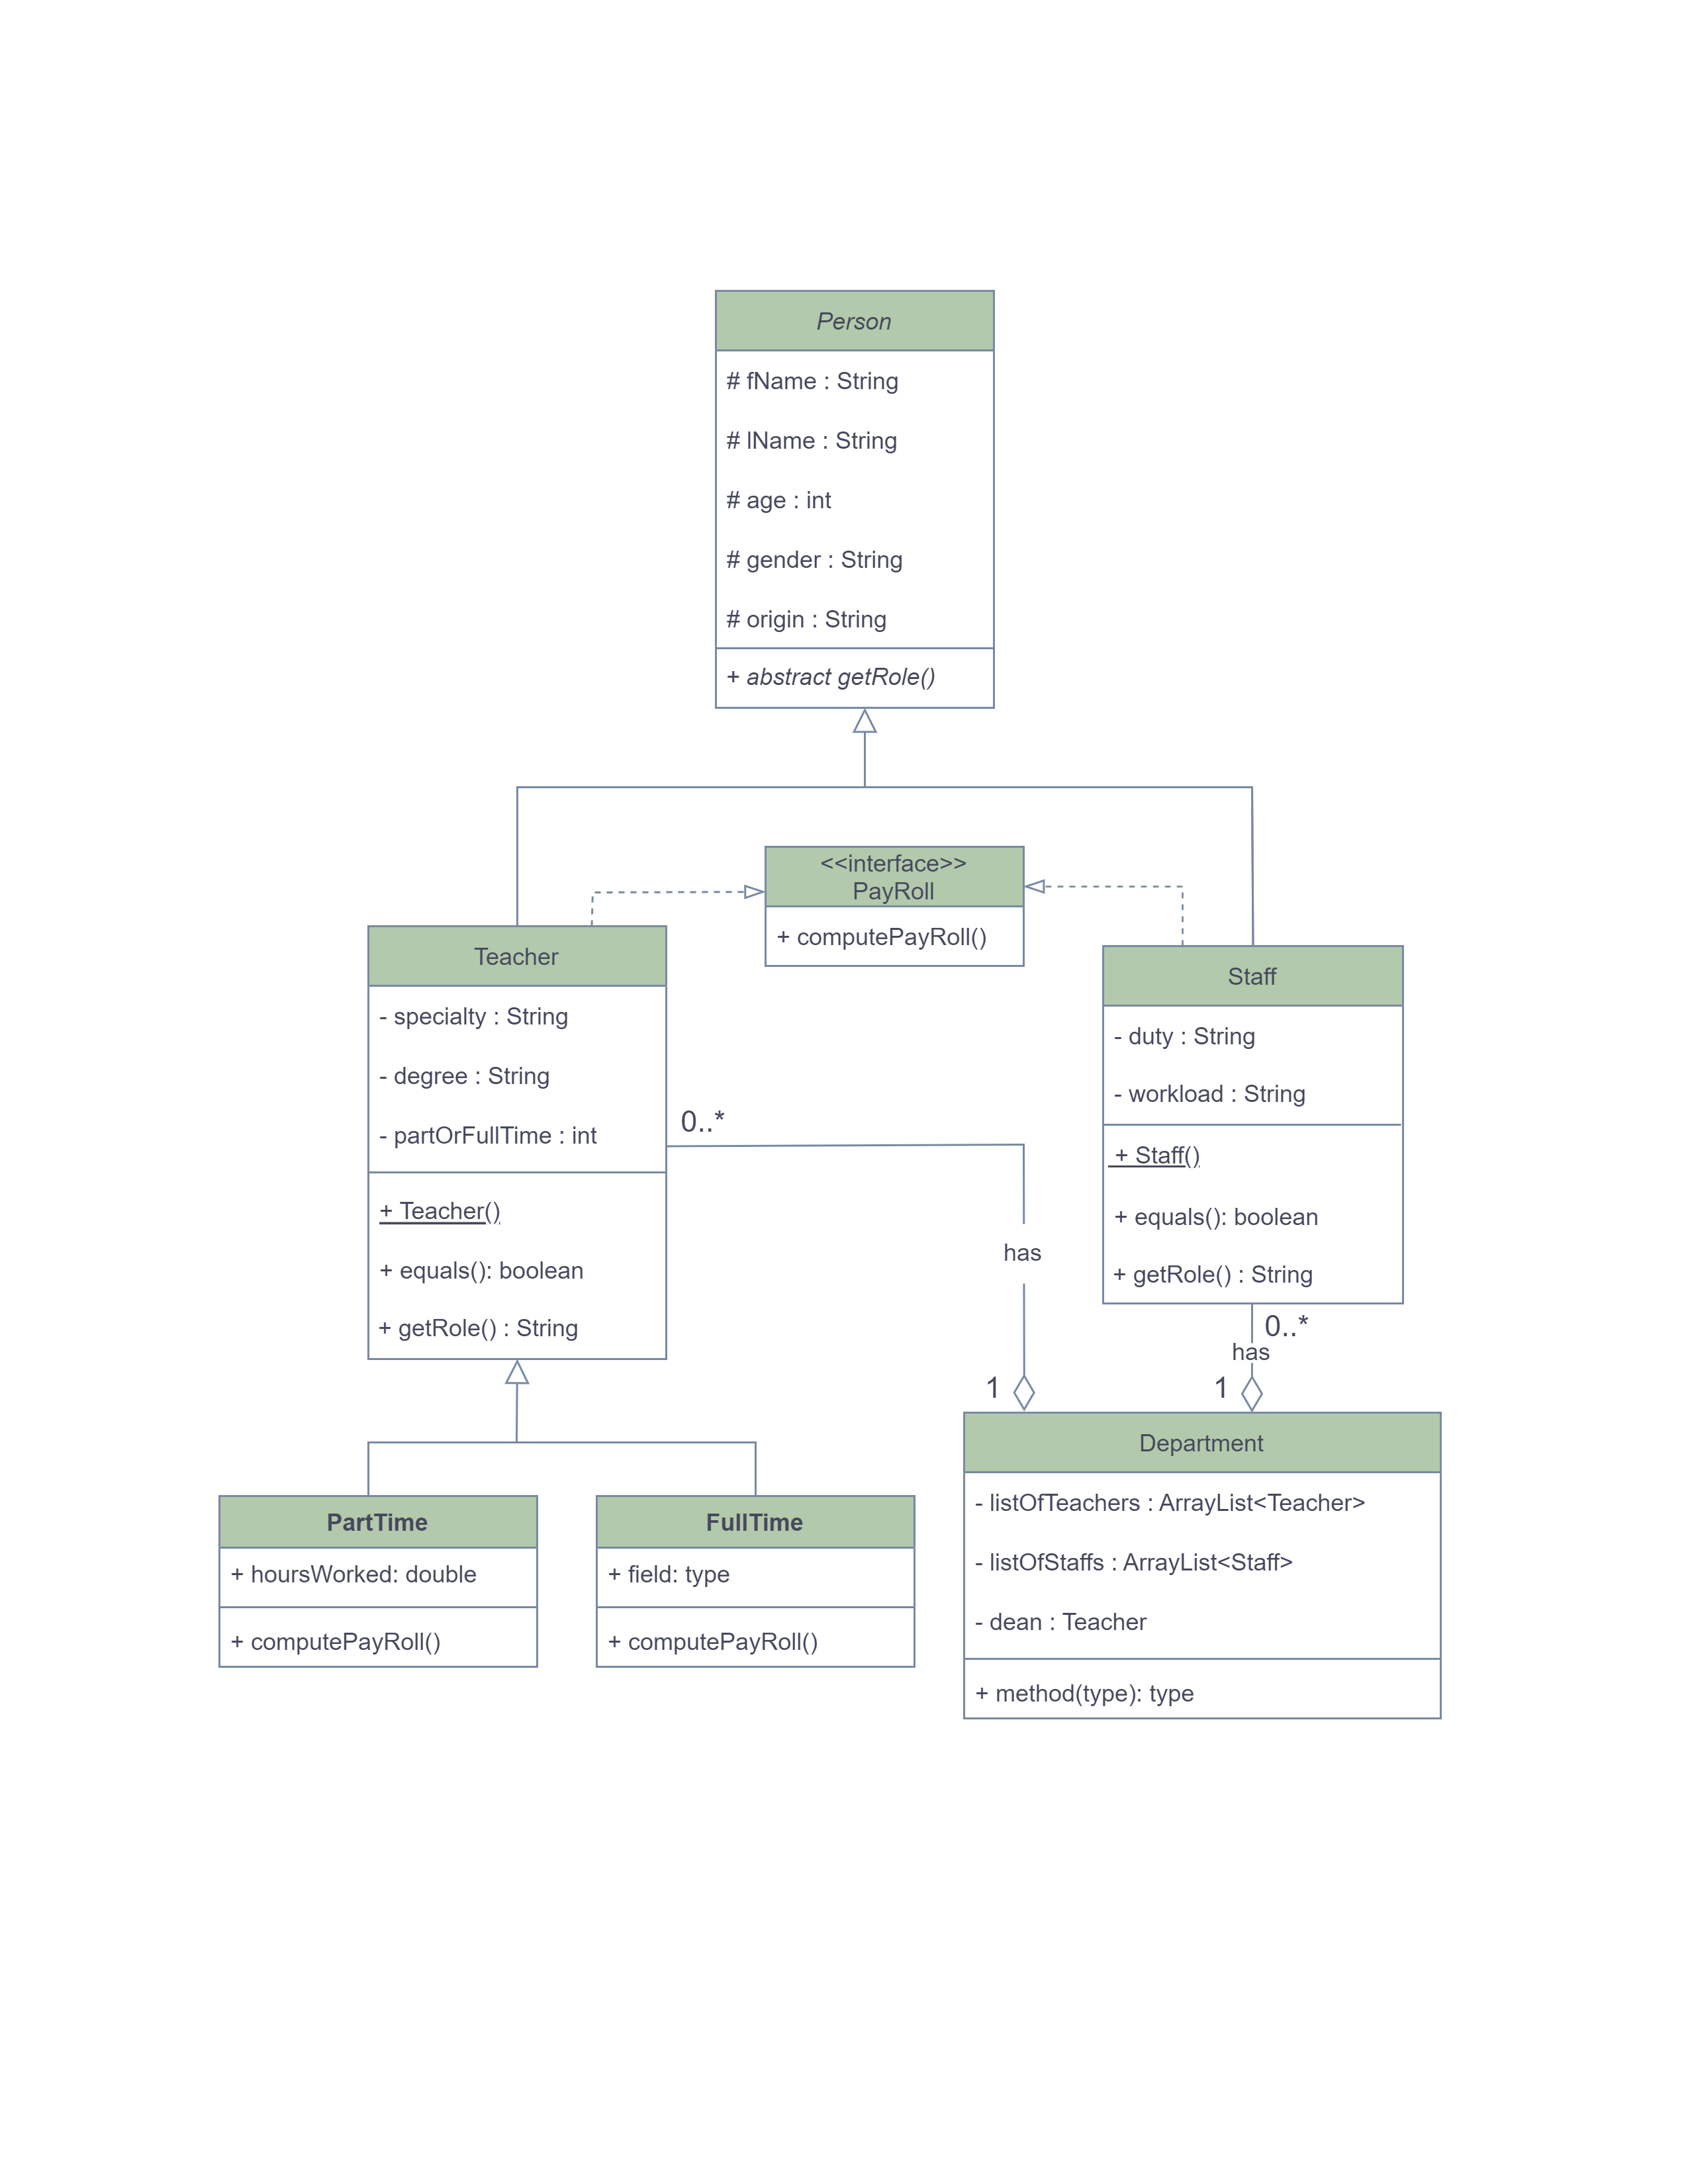 Person
# fName : String
# lName : String
# age : int
# gender : String
# origin : String
+ abstract getRole()
<<interface>>
PayRoll
+ computePayRoll()
Teacher
- specialty : String
- degree : String
- partOrFullTime : int
+ Teacher()
+ equals(): boolean
+ getRole() : String
Staff
- duty : String
- workload : String
+ Staff()
+ equals(): boolean
+ getRole() : String
0..*
has
1
0..*
has
1
PartTime
+ hoursWorked: double
+ computePayRoll()
FullTime
+ field: type
+ computePayRoll()
Department
- listOfTeachers : ArrayList<Teacher>
- listOfStaffs : ArrayList<Staff>
- dean : Teacher
+ method(type): type